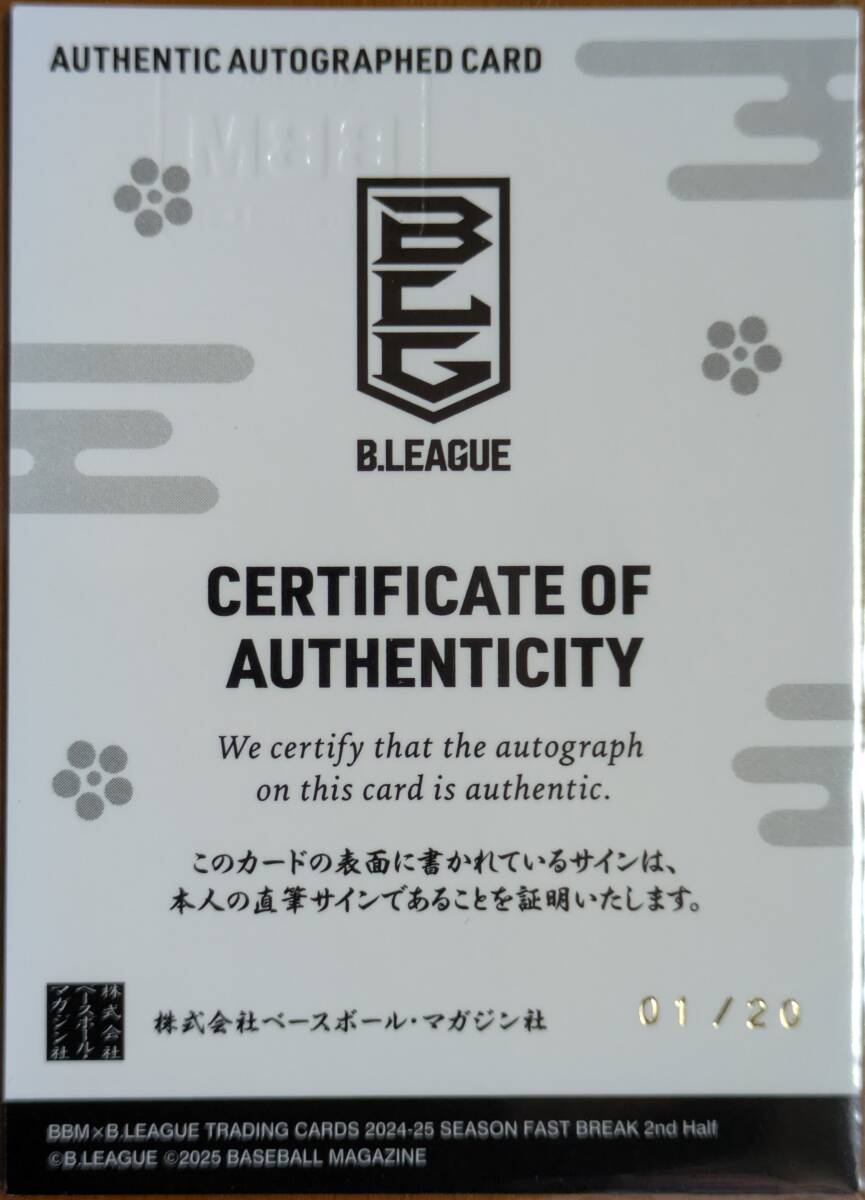 AUTHENTIC AUTOGRAPHED CARD
BBM
BLG
B.LEAGUE
CERTIFICATE OF
AUTHENTICITY
We certify that the autograph
on this card is authentic.
このカードの表面に書かれているサインは、
本人の直筆サインであることを証明いたします。
株式会社
ベースボール・
マガジン社
株式会社ベースボール・マガジン社
01/20
BBM×B.LEAGUE TRADING CARDS 2024-25 SEASON FAST BREAK 2nd Half
©B.LEAGUE ©2025 BASEBALL MAGAZINE